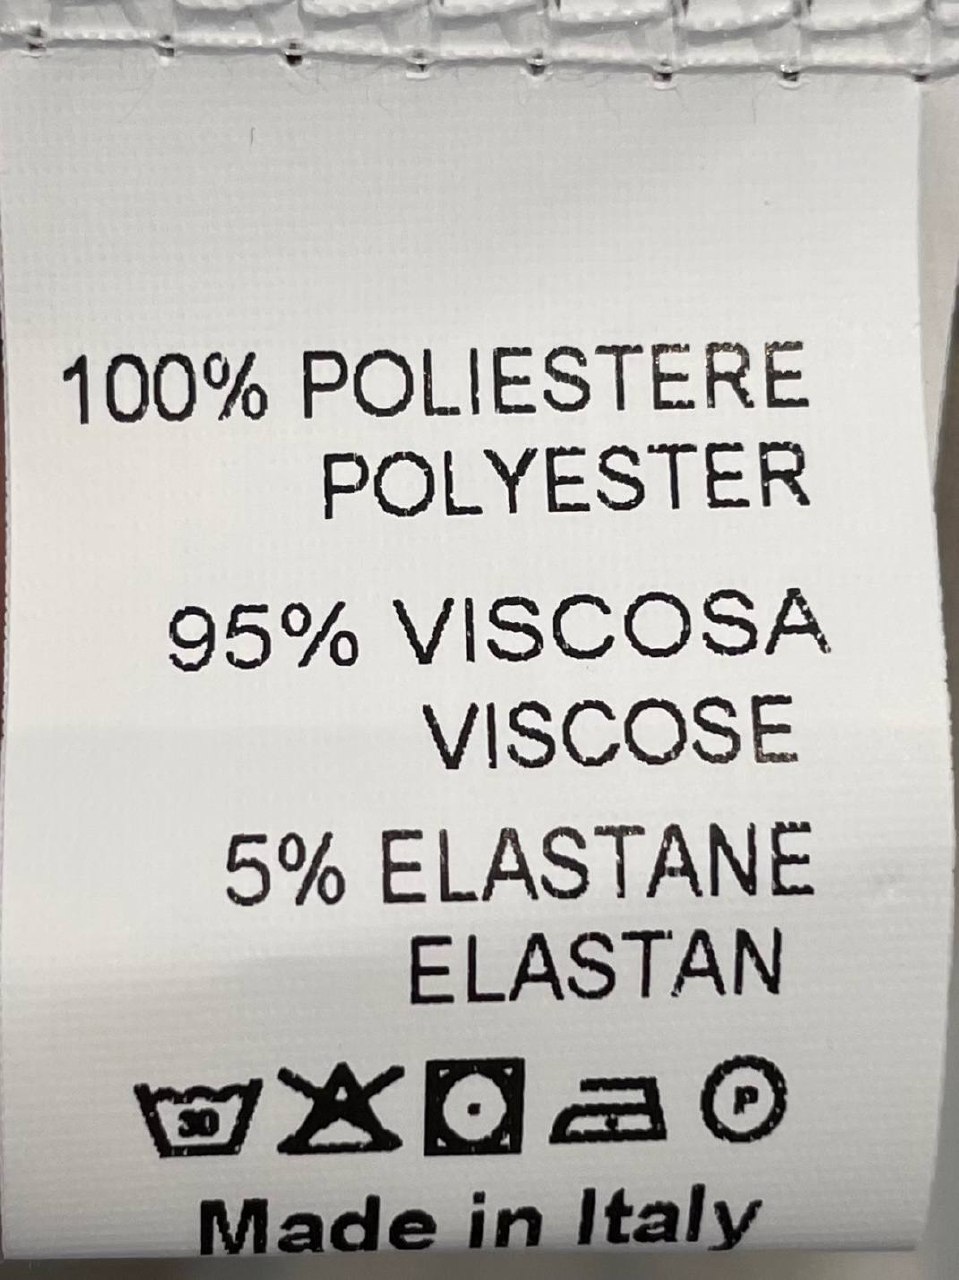 100% POLIESTERE
POLYESTER
95% VISCOSA
VISCOSE
5% ELASTANE
ELASTAN
30
P
Made in Italy